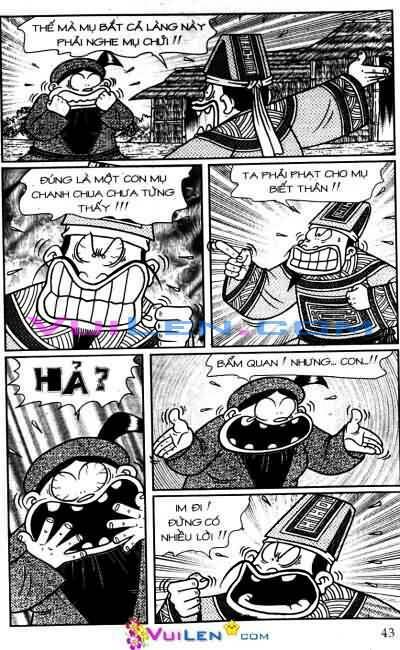 THẾ MÀ MỤ BẮT CẢ LÀNG NÀY
PHẢI NGHE MỤ CHỬI !!
ĐÚNG LÀ MỘT CON MỤ
CHANH CHUA CHƯA TỪNG
THẤY !!!
TA PHẢI PHẠT CHO MỤ
BIẾT THÂN !!
VUILEN.COM
HẢ?
BẨM QUAN ! NHƯNG... CON..!!
IM ĐI !
ĐỪNG CÓ
NHIỀU LỜI !!
43
VUILEN.COM